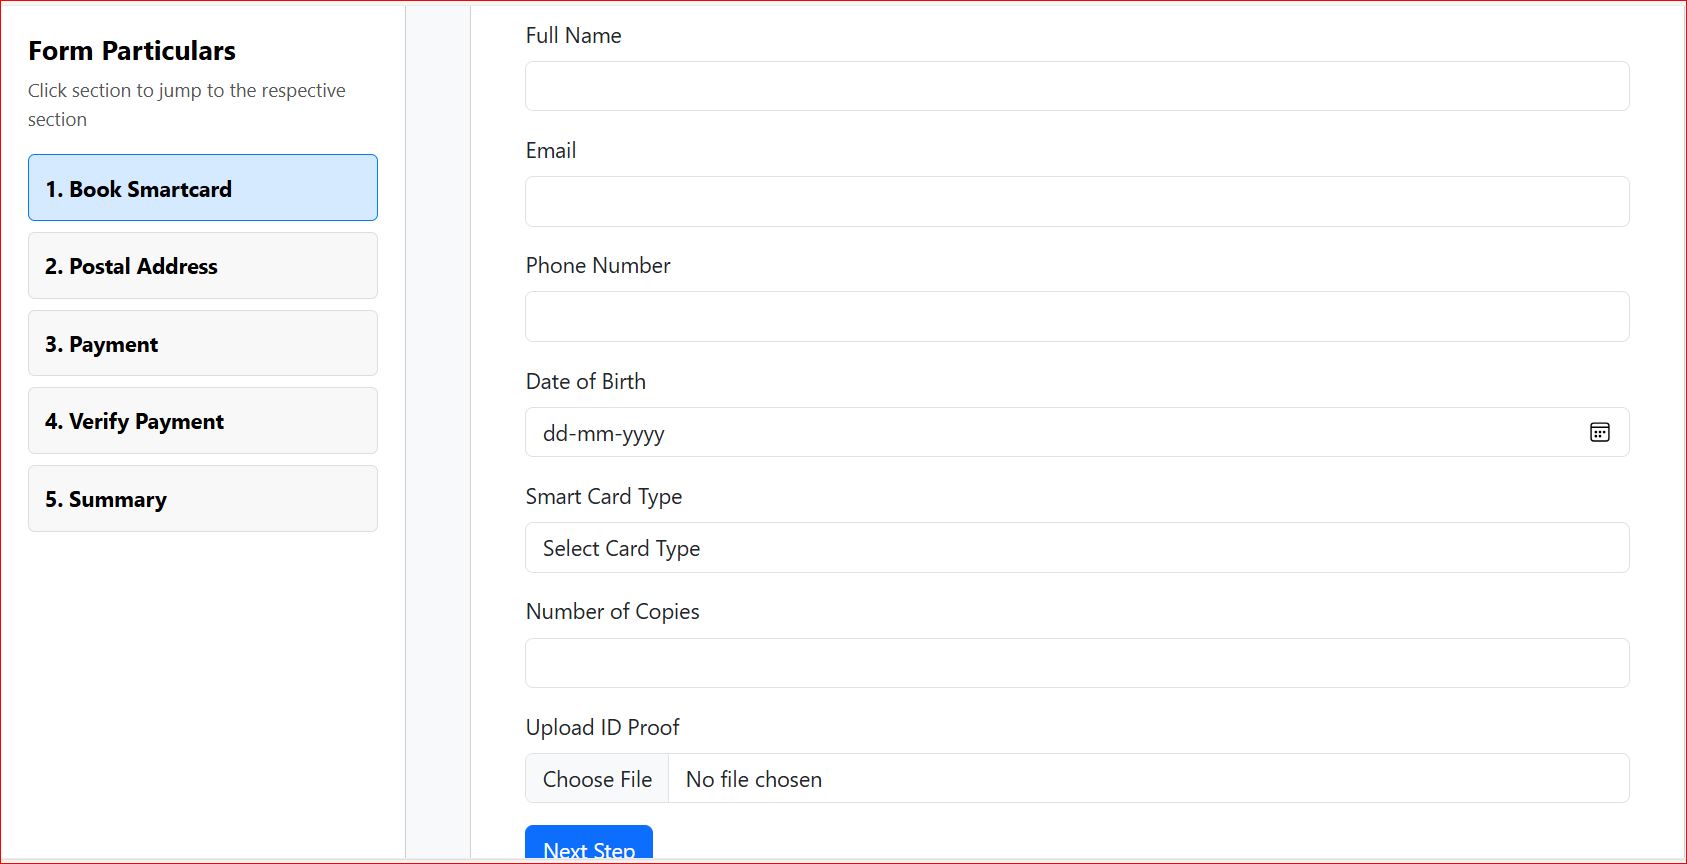 Form Particulars
Click section to jump to the respective
section
1. Book Smartcard
2. Postal Address
3. Payment
4. Verify Payment
5. Summary
Full Name
Email
Phone Number
Date of Birth
dd-mm-yyyy
Smart Card Type
Select Card Type
Number of Copies
Upload ID Proof
Choose File No file chosen
Next Step